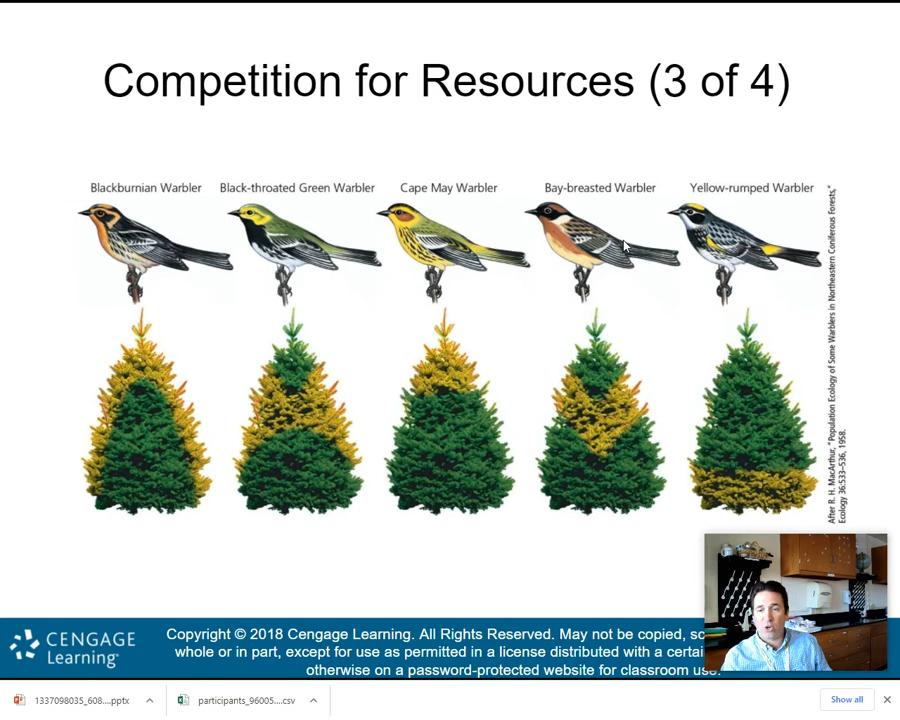 Competition for Resources (3 of 4)
Blackburnian Warbler
Black-throated Green Warbler
Cape May Warbler
Bay-breasted Warbler
Yellow-rumped Warbler
After R. H. MacArthur, "Population Ecology of Some Warblers in Northeastern Coniferous Forests,"
Ecology 36:533–536, 1958.
CENGAGE
Learning
Copyright © 2018 Cengage Learning. All Rights Reserved. May not be copied, sc
whole or in part, except for use as permitted in a license distributed with a certai
otherwise on a password-protected website for classroom use.
1337098035_608....pptx
participants_96005....csv
Show all